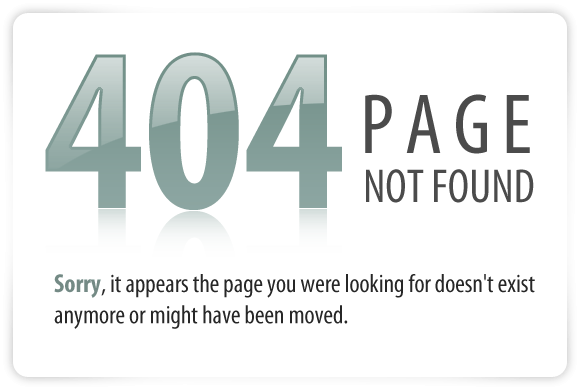 404 PAGE
NOT FOUND
Sorry, it appears the page you were looking for doesn't exist
anymore or might have been moved.